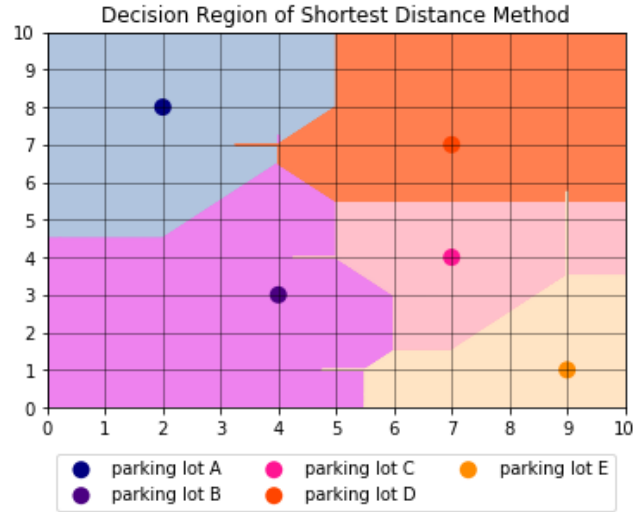 Decision Region of Shortest Distance Method
10
9
8
7
6
5
4
3
2
1
0
0 1 2 3 4 5 6 7 8 9 10
parking lot A parking lot C parking lot E
parking lot B parking lot D